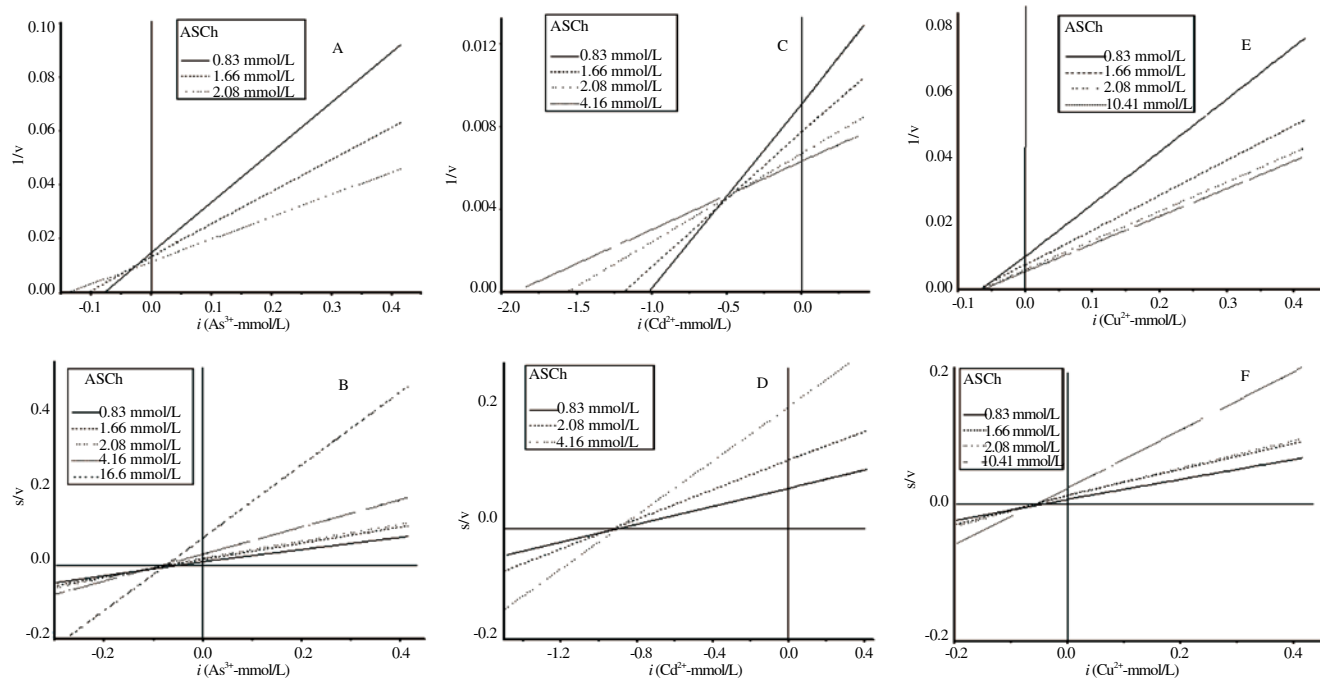 ASCh
A
0.83 mmol/L
1.66 mmol/L
2.08 mmol/L
0.10
0.08
0.06
0.04
0.02
0.00
1/v
0.0
0.1
0.2
0.3
0.4
i (As³⁺-mmol/L)
ASCh
C
0.83 mmol/L
1.66 mmol/L
2.08 mmol/L
4.16 mmol/L
0.012
0.008
0.004
0.000
1/v
-2.0
-1.5
-1.0
-0.5
0.0
i (Cd²⁺-mmol/L)
ASCh
E
0.83 mmol/L
1.66 mmol/L
2.08 mmol/L
10.41 mmol/L
0.08
0.06
0.04
0.02
0.00
1/v
-0.1
0.0
0.1
0.2
0.3
0.4
i (Cu²⁺-mmol/L)
ASCh
B
0.83 mmol/L
1.66 mmol/L
2.08 mmol/L
4.16 mmol/L
16.6 mmol/L
0.4
0.2
0.0
-0.2
s/v
-0.2
0.0
0.2
0.4
i (As³⁺-mmol/L)
ASCh
D
0.83 mmol/L
2.08 mmol/L
4.16 mmol/L
0.2
0.0
-0.2
s/v
-1.2
-0.8
-0.4
0.0
0.4
i (Cd²⁺-mmol/L)
ASCh
F
0.83 mmol/L
1.66 mmol/L
2.08 mmol/L
10.41 mmol/L
0.2
0.0
-0.2
s/v
-0.2
0.0
0.2
0.4
i (Cu²⁺-mmol/L)